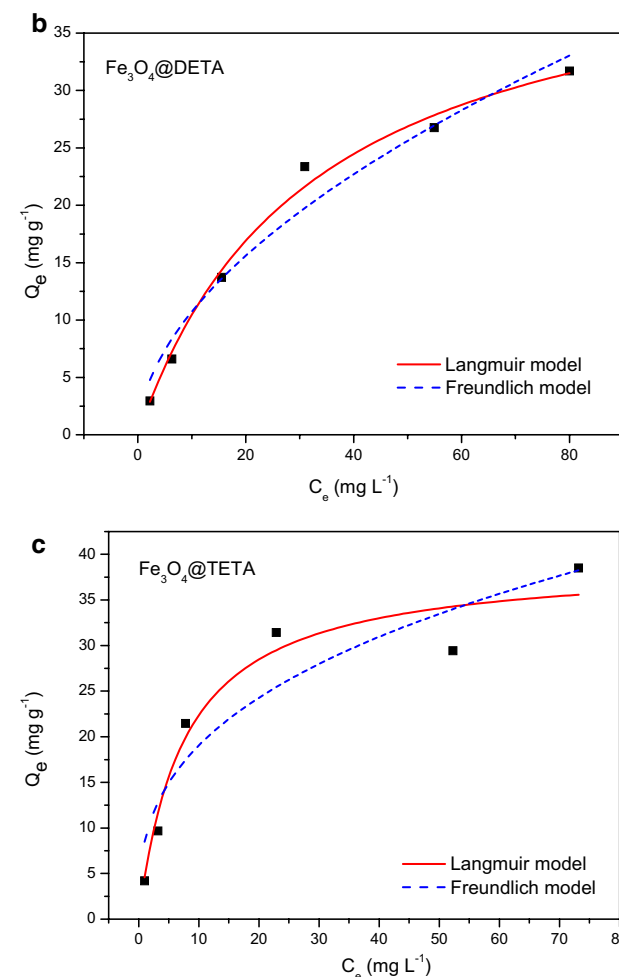 b
Fe₃O₄@DETA
35
30
25
20
15
10
5
0
Qe (mg g⁻¹)
Langmuir model
Freundlich model
0 20 40 60 80
Cₑ (mg L⁻¹)
c
Fe₃O₄@TETA
40
35
30
25
20
15
10
5
0
Qe (mg g⁻¹)
Langmuir model
Freundlich model
0 10 20 30 40 50 60 70 8
Cₑ (mg L⁻¹)